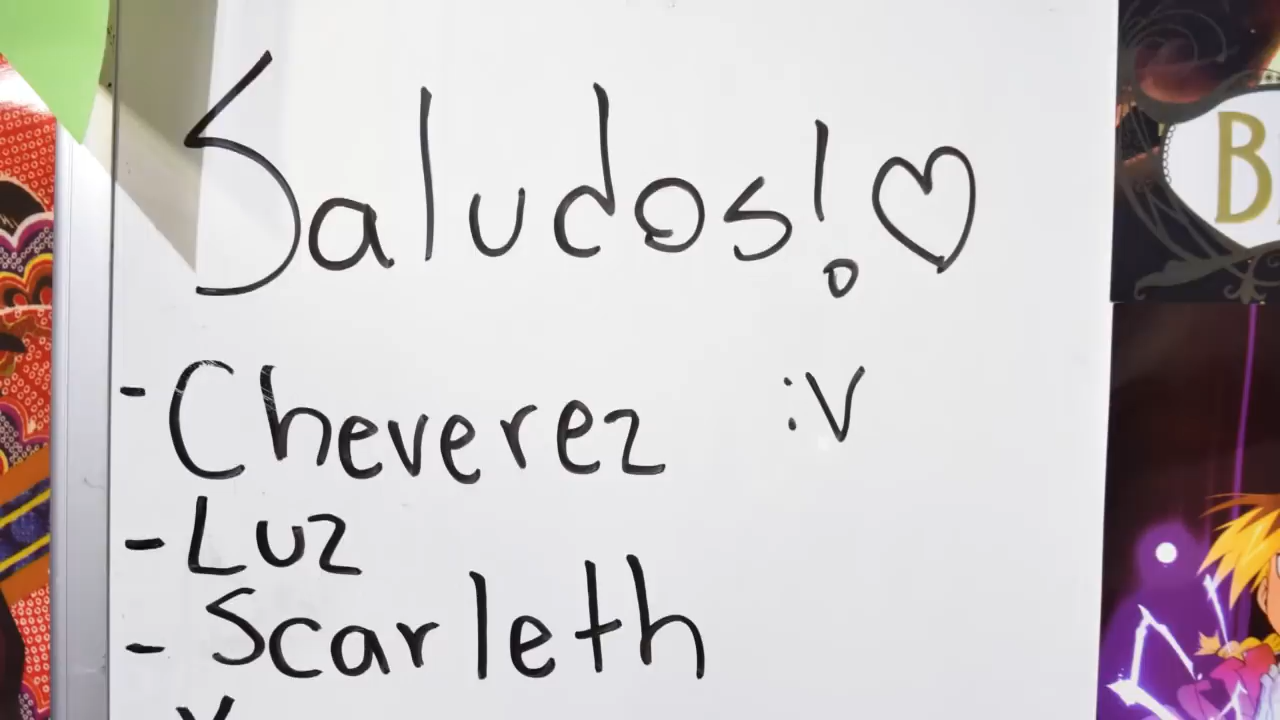 Saludos! ♡
- Cheverez :V
- Luz
- Scarleth
B